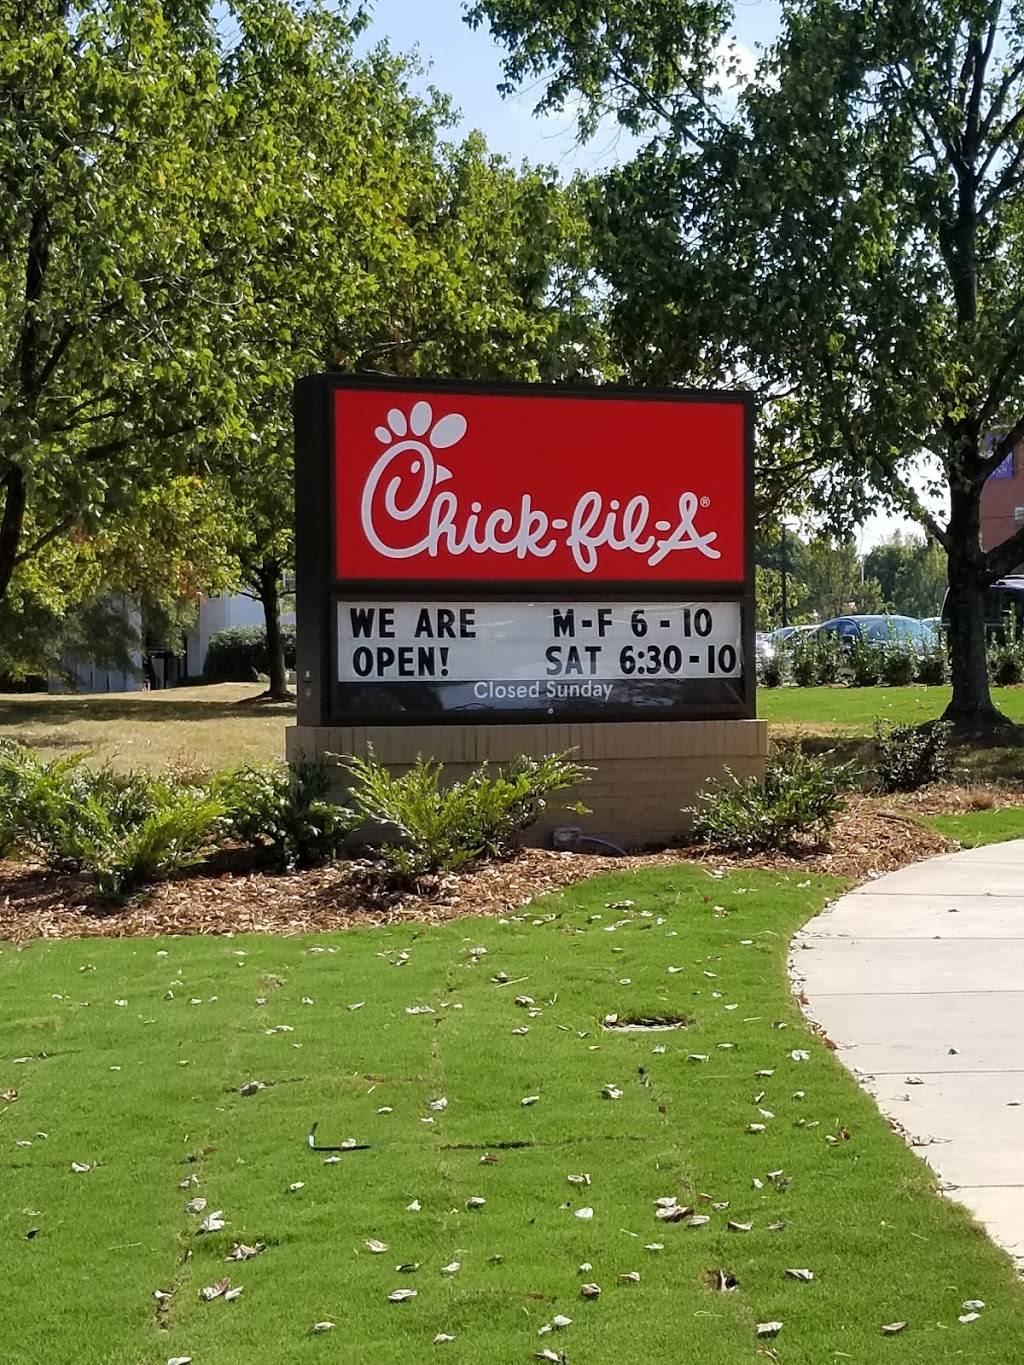 Chick-fil-A®
WE ARE M-F 6-10
OPEN! SAT 6:30-10
Closed Sunday